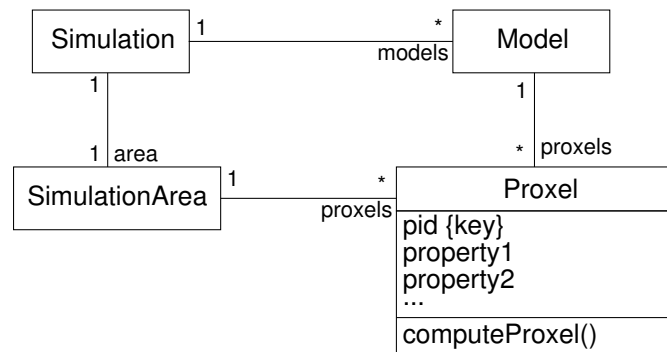 Simulation
1
*
models
Model
1
1
1
area
*
proxels
SimulationArea
1
*
proxels
Proxel
pid {key}
property1
property2
...
computeProxel()